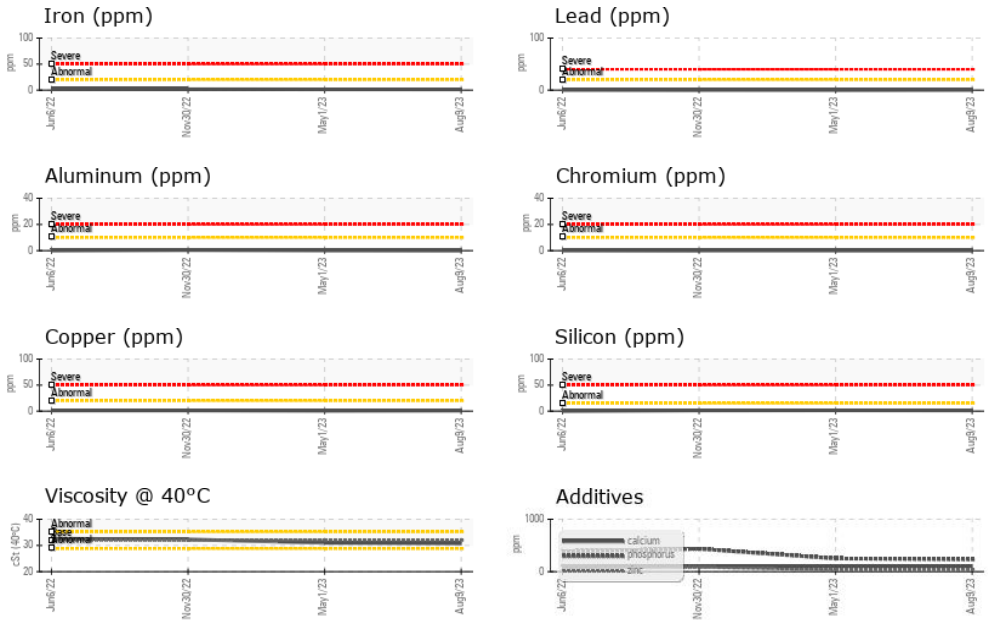 Iron (ppm)
100
50
0
ppm
Severe
Abnormal
Jun6/22
Nov30/22
May1/23
Aug9/23
Lead (ppm)
100
50
0
ppm
Severe
Abnormal
Jun6/22
Nov30/22
May1/23
Aug9/23
Aluminum (ppm)
40
20
0
ppm
Severe
Abnormal
Jun6/22
Nov30/22
May1/23
Aug9/23
Chromium (ppm)
40
20
0
ppm
Severe
Abnormal
Jun6/22
Nov30/22
May1/23
Aug9/23
Copper (ppm)
100
50
0
ppm
Severe
Abnormal
Jun6/22
Nov30/22
May1/23
Aug9/23
Silicon (ppm)
100
50
0
ppm
Severe
Abnormal
Jun6/22
Nov30/22
May1/23
Aug9/23
Viscosity @ 40°C
40
30
20
cSt (40°C)
Abnormal
Base
Abnormal
Jun6/22
Nov30/22
May1/23
Aug9/23
Additives
1000
0
ppm
calcium
phosphorus
zinc
Jun6/22
Nov30/22
May1/23
Aug9/23